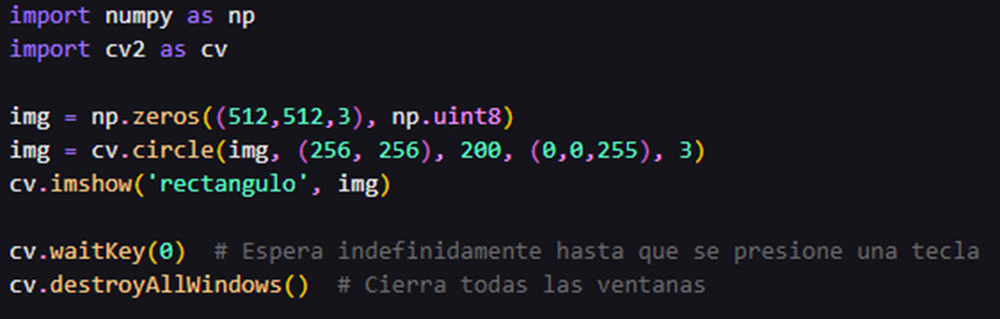 import numpy as np
import cv2 as cv
img = np.zeros((512,512,3), np.uint8)
img = cv.circle(img, (256, 256), 200, (0,0,255), 3)
cv.imshow('rectangulo', img)
cv.waitKey(0)  # Espera indefinidamente hasta que se presione una tecla
cv.destroyAllWindows()  # Cierra todas las ventanas